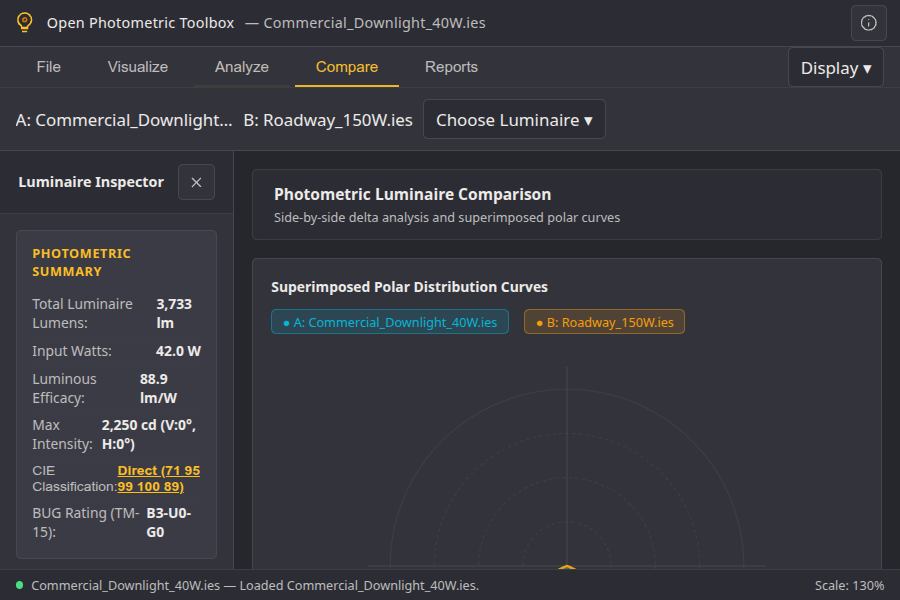 Open Photometric Toolbox — Commercial_Downlight_40W.ies
File Visualize Analyze Compare Reports Display ▾
A: Commercial_Downlight... B: Roadway_150W.ies Choose Luminaire ▾
Luminaire Inspector ✕
PHOTOMETRIC
SUMMARY
Total Luminaire
Lumens:
3,733
lm
Input Watts: 42.0 W
Luminous
Efficacy:
88.9
lm/W
Max
Intensity:
2,250 cd (V:0°,
H:0°)
CIE
Classification:
Direct (71 95
99 100 89)
BUG Rating (TM-
15):
B3-U0-
G0
Photometric Luminaire Comparison
Side-by-side delta analysis and superimposed polar curves
Superimposed Polar Distribution Curves
● A: Commercial_Downlight_40W.ies ● B: Roadway_150W.ies
Commercial_Downlight_40W.ies — Loaded Commercial_Downlight_40W.ies. Scale: 130%